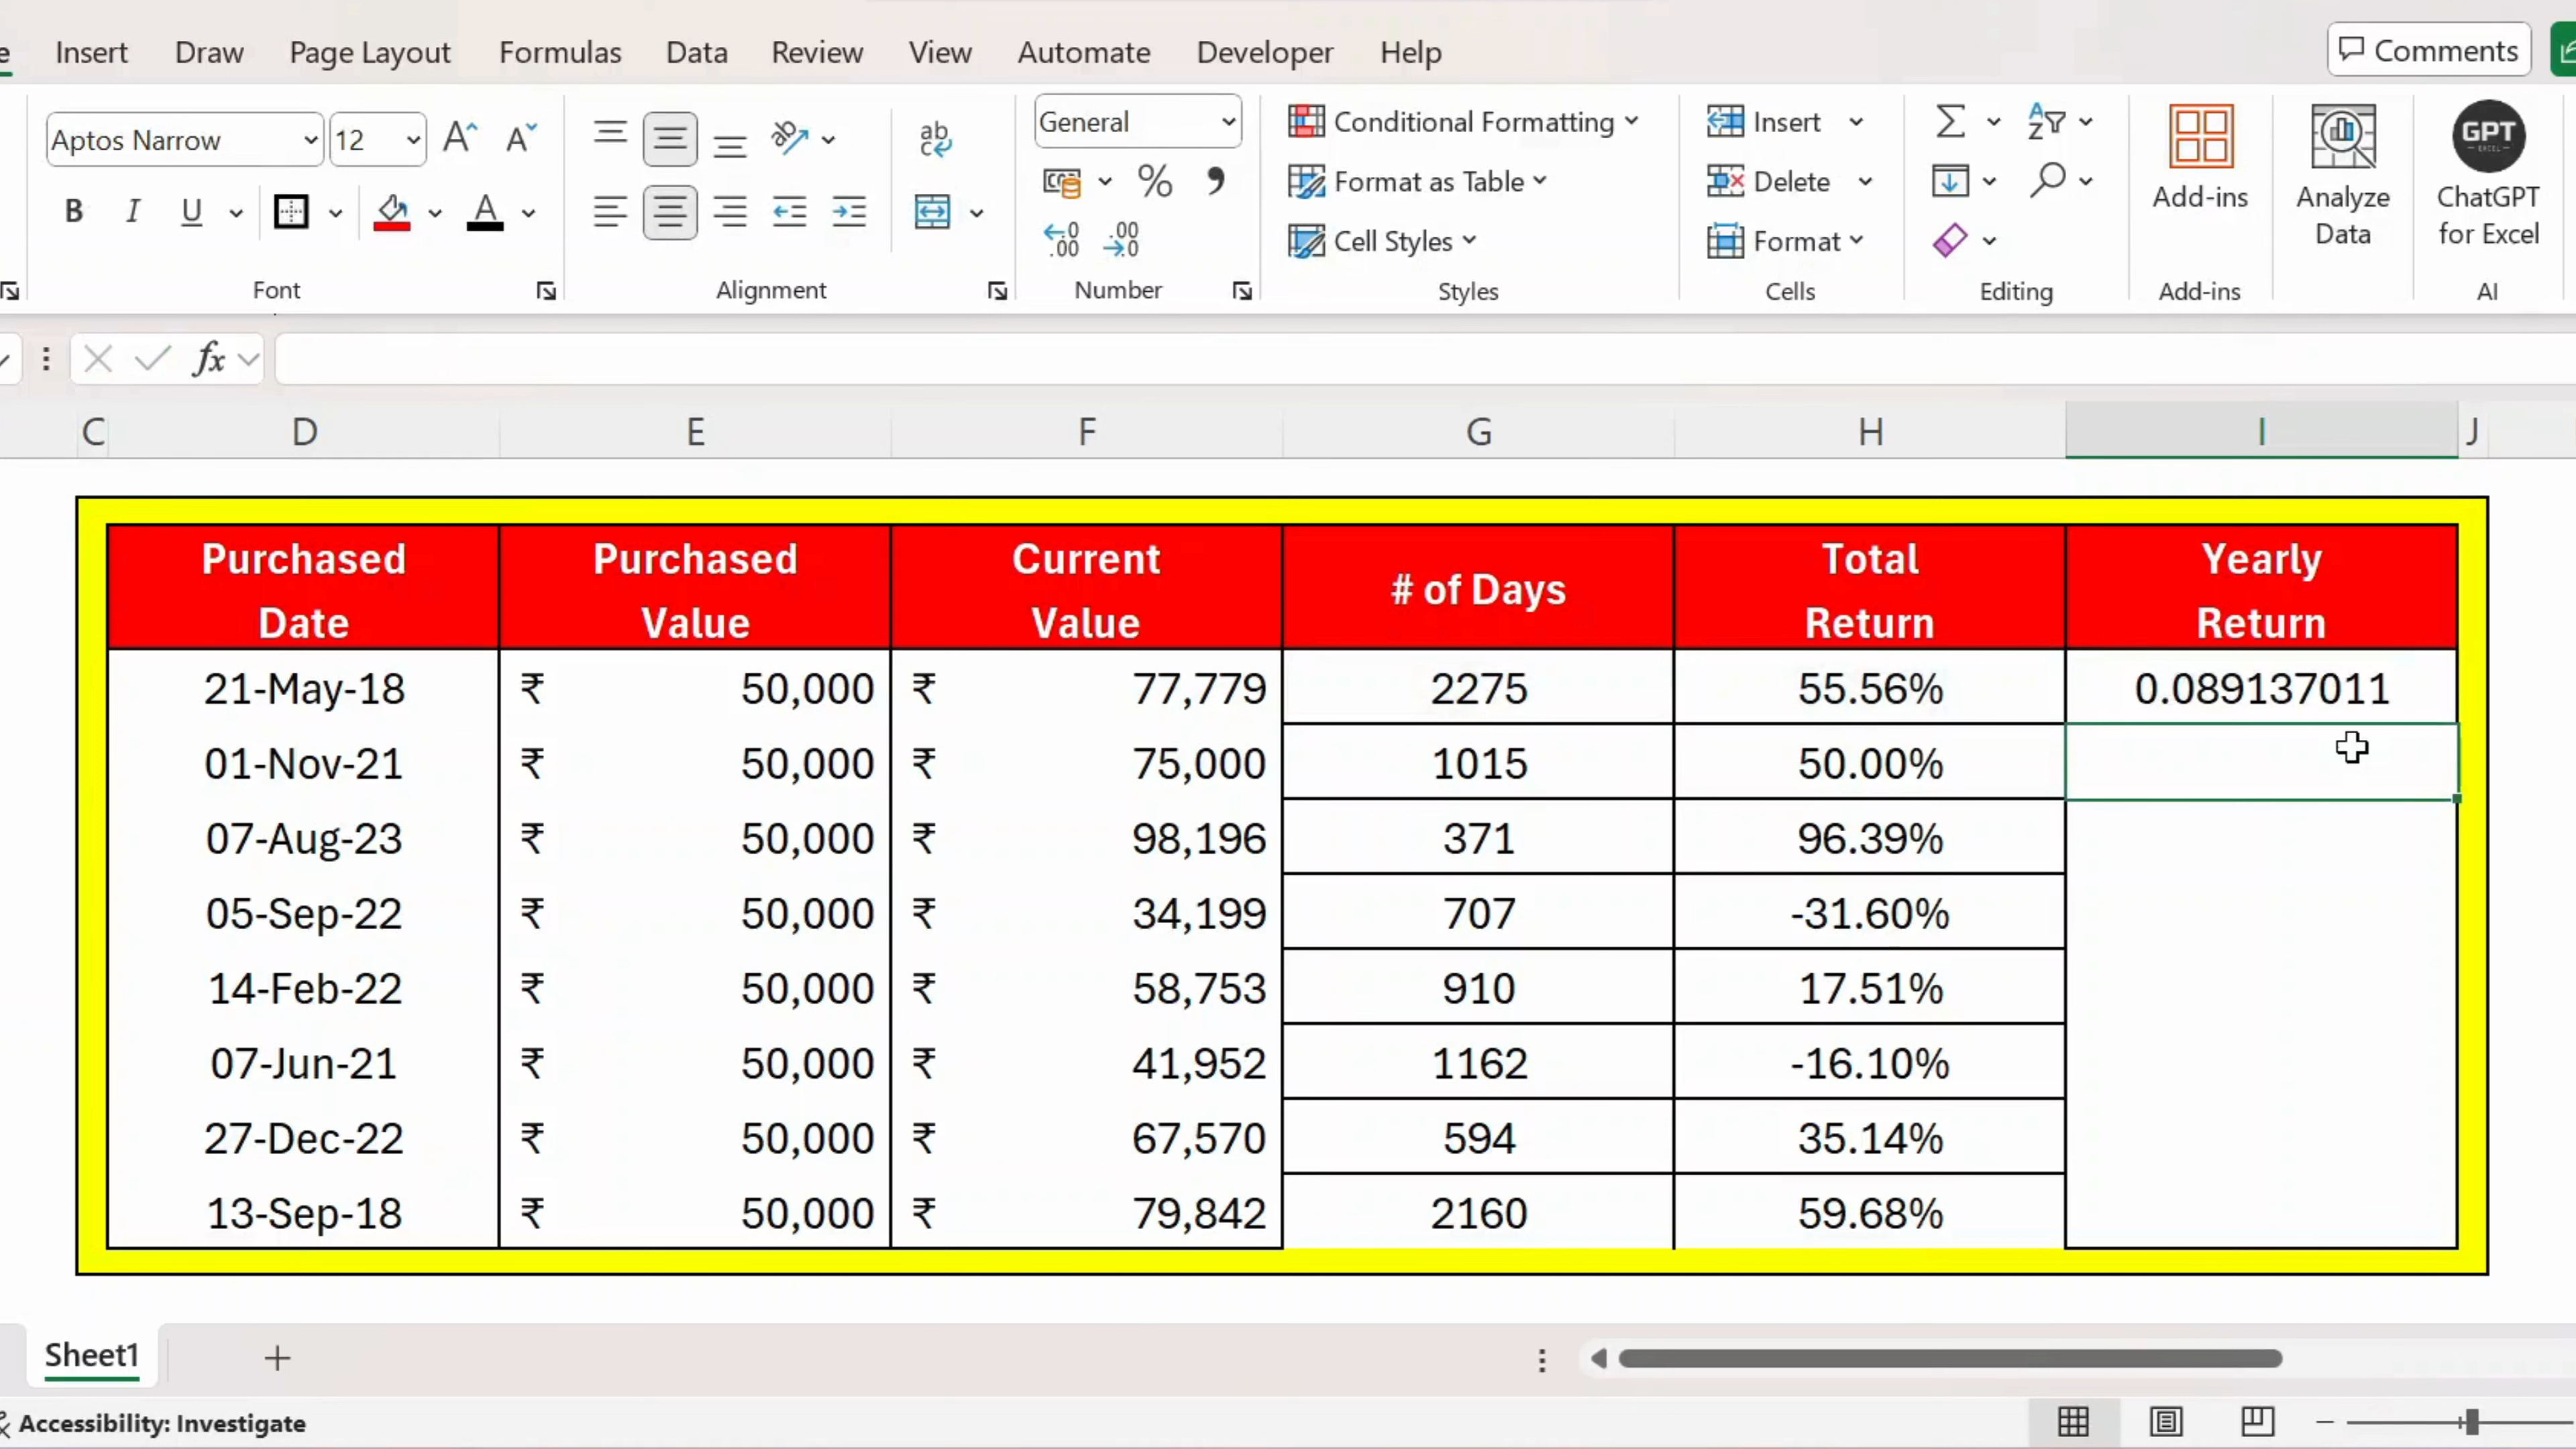 Insert Draw Page Layout Formulas Data Review View Automate Developer Help Comments
Aptos Narrow 12 General Conditional Formatting Insert
Format as Table Delete
B I U A Cell Styles Format
Add-ins Analyze Data ChatGPT for Excel
GPT
EXCEL
Font Alignment Number Styles Cells Editing Add-ins AI
fx
C D E F G H I J
Purchased Date Purchased Value Current Value # of Days Total Return Yearly Return
21-May-18 ₹ 50,000 ₹ 77,779 2275 55.56% 0.089137011
01-Nov-21 ₹ 50,000 ₹ 75,000 1015 50.00%
07-Aug-23 ₹ 50,000 ₹ 98,196 371 96.39%
05-Sep-22 ₹ 50,000 ₹ 34,199 707 -31.60%
14-Feb-22 ₹ 50,000 ₹ 58,753 910 17.51%
07-Jun-21 ₹ 50,000 ₹ 41,952 1162 -16.10%
27-Dec-22 ₹ 50,000 ₹ 67,570 594 35.14%
13-Sep-18 ₹ 50,000 ₹ 79,842 2160 59.68%
Sheet1
Accessibility: Investigate